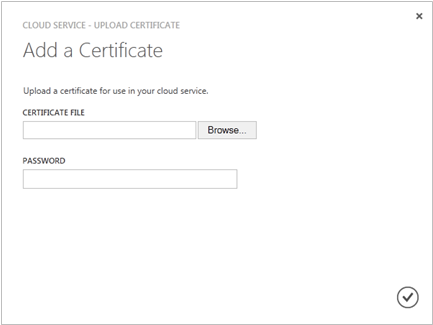 CLOUD SERVICE - UPLOAD CERTIFICATE
Add a Certificate
Upload a certificate for use in your cloud service.
CERTIFICATE FILE
Browse...
PASSWORD